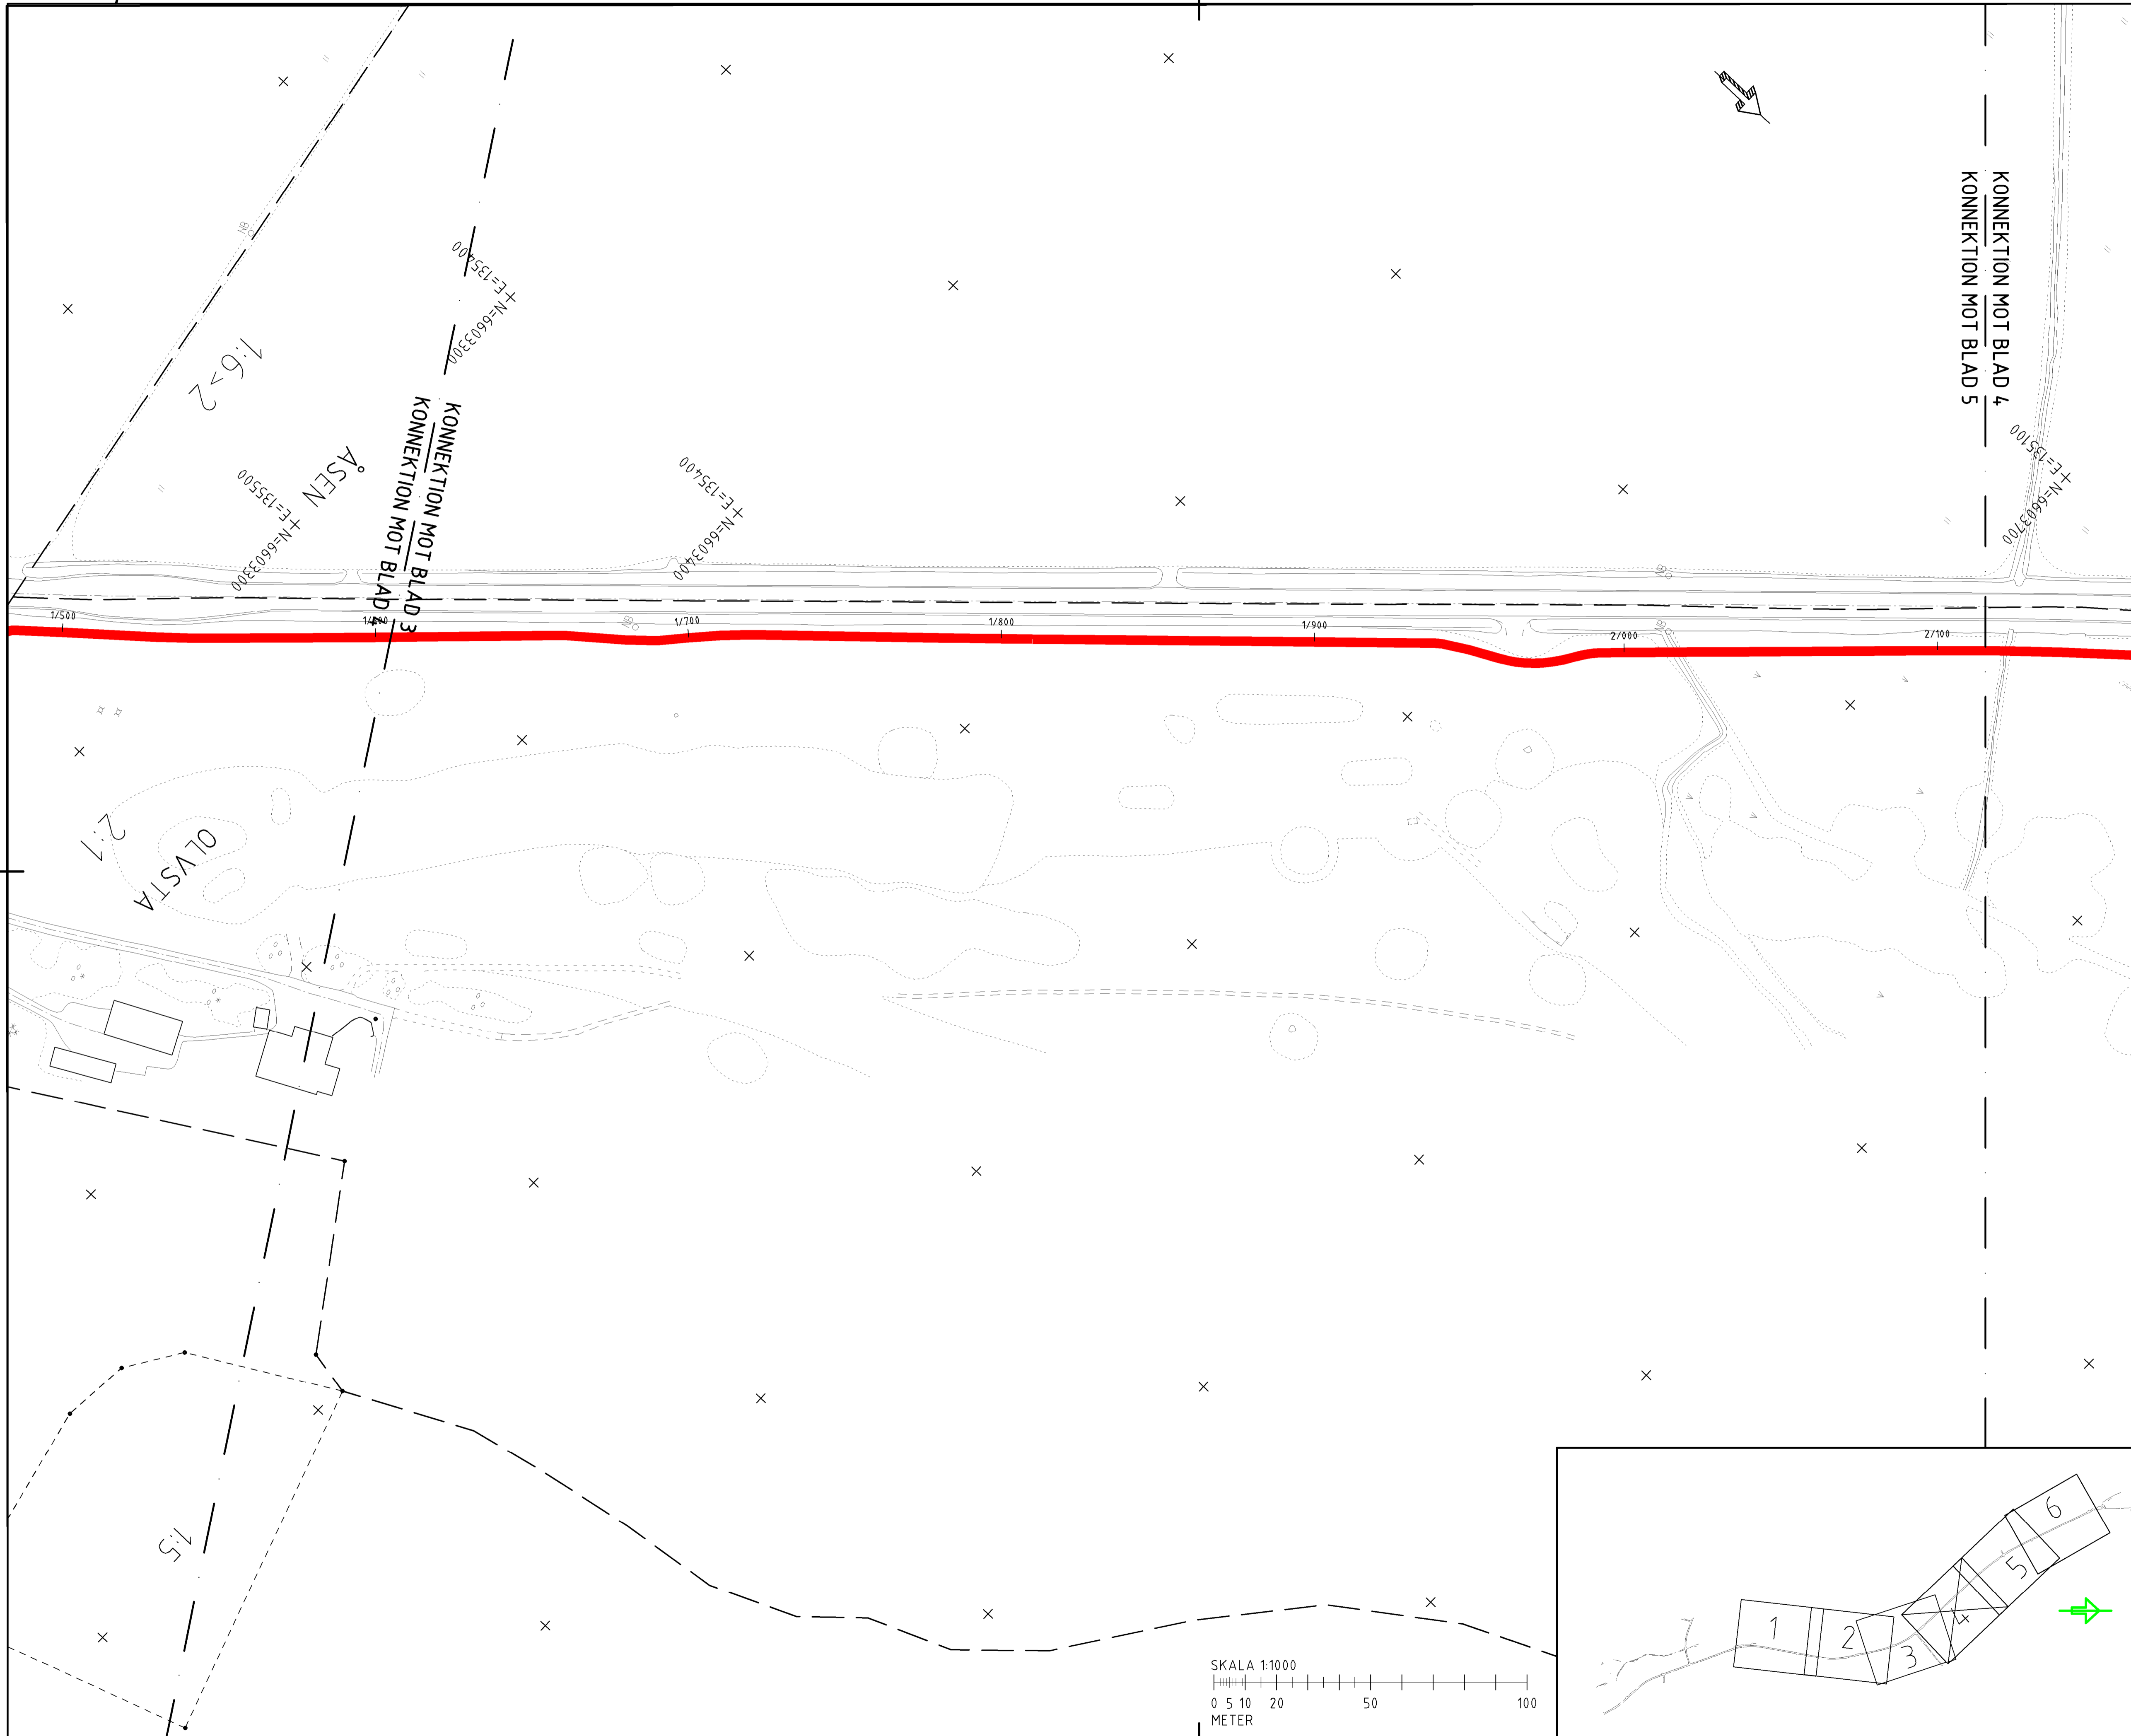 KONNEKTION MOT BLAD 4
KONNEKTION MOT BLAD 5
E=135400
N=6603300
1:6>2
ÅSEN
E=135500
N=6603300
KONNEKTION MOT BLAD 3
KONNEKTION MOT BLAD 4
E=135400
N=6603400
E=135100
N=6603700
1/500
1/600
1/700
1/800
1/900
2/000
2/100
2:1
OLVSTA
1:5
SKALA 1:1000
0 5 10 20 50 100
METER
1
2
3
4
5
6